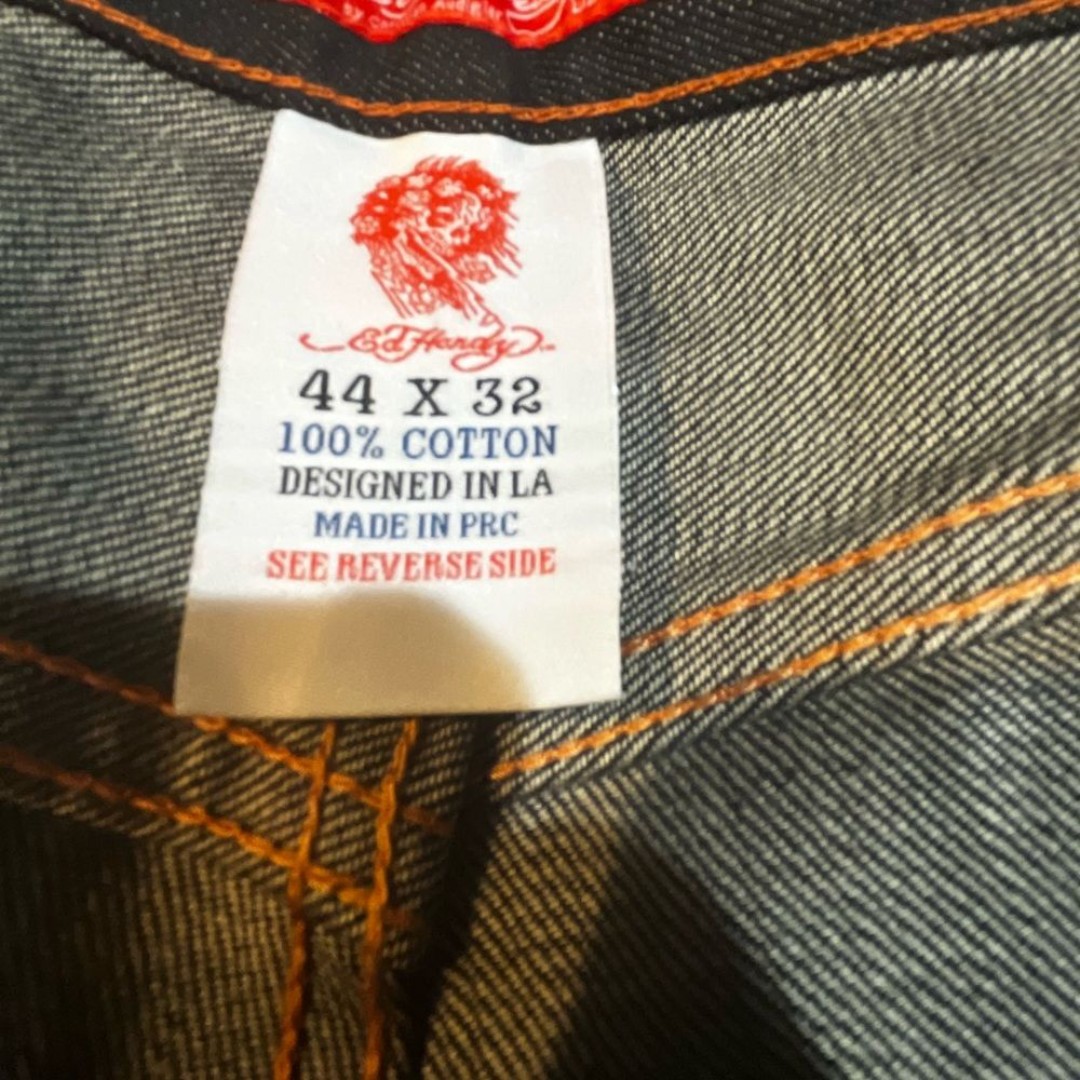 Ed Hardy
44 X 32
100% COTTON
DESIGNED IN LA
MADE IN PRC
SEE REVERSE SIDE